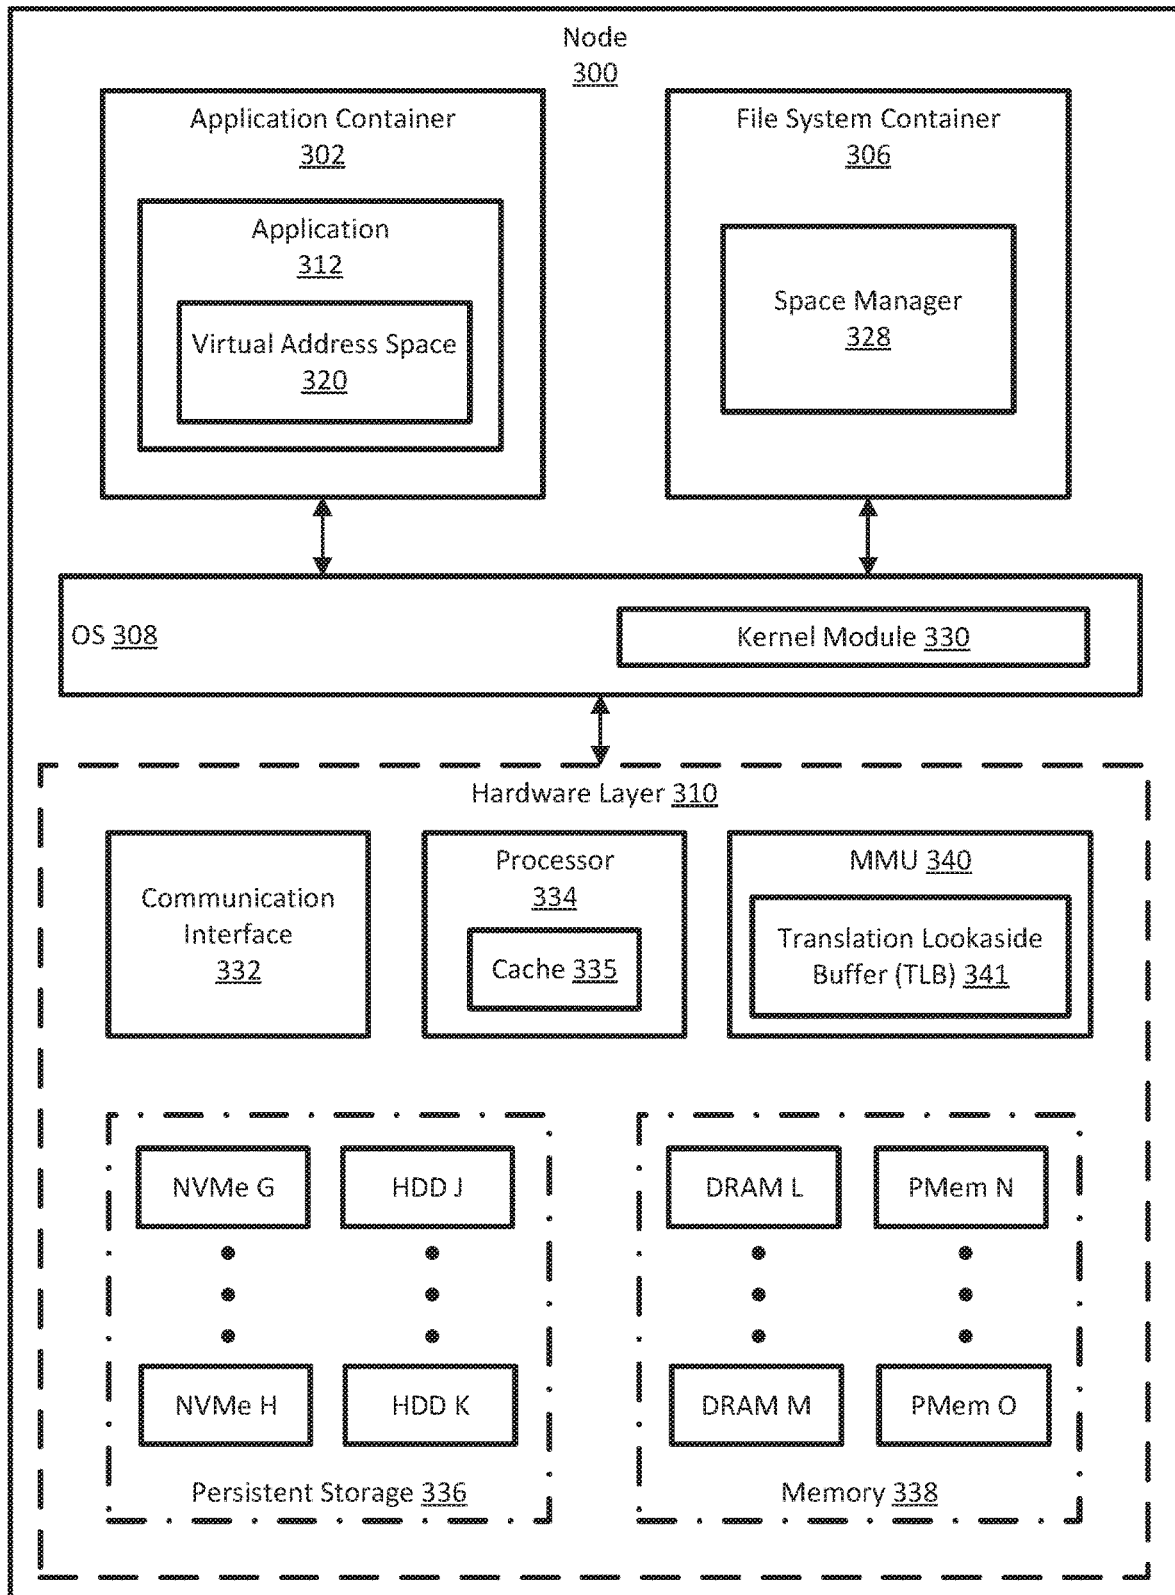 Node
300
Application Container
302
Application
312
Virtual Address Space
320
File System Container
306
Space Manager
328
OS 308
Kernel Module 330
Hardware Layer 310
Communication
Interface
332
Processor
334
Cache 335
MMU 340
Translation Lookaside
Buffer (TLB) 341
NVMe G
HDD J
NVMe H
HDD K
Persistent Storage 336
DRAM L
PMem N
DRAM M
PMem O
Memory 338